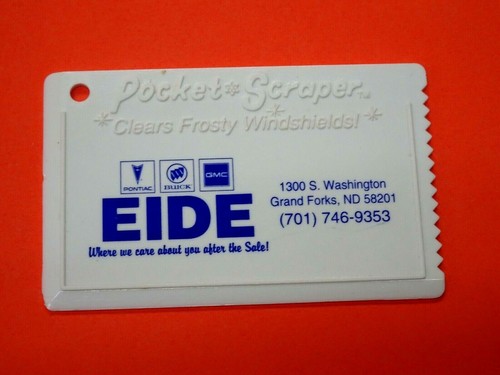 Pocket*Scraper™
*Clears Frosty Windshields!*
PONTIAC BUICK GMC
EIDE
Where we care about you after the Sale!
1300 S. Washington
Grand Forks, ND 58201
(701) 746-9353